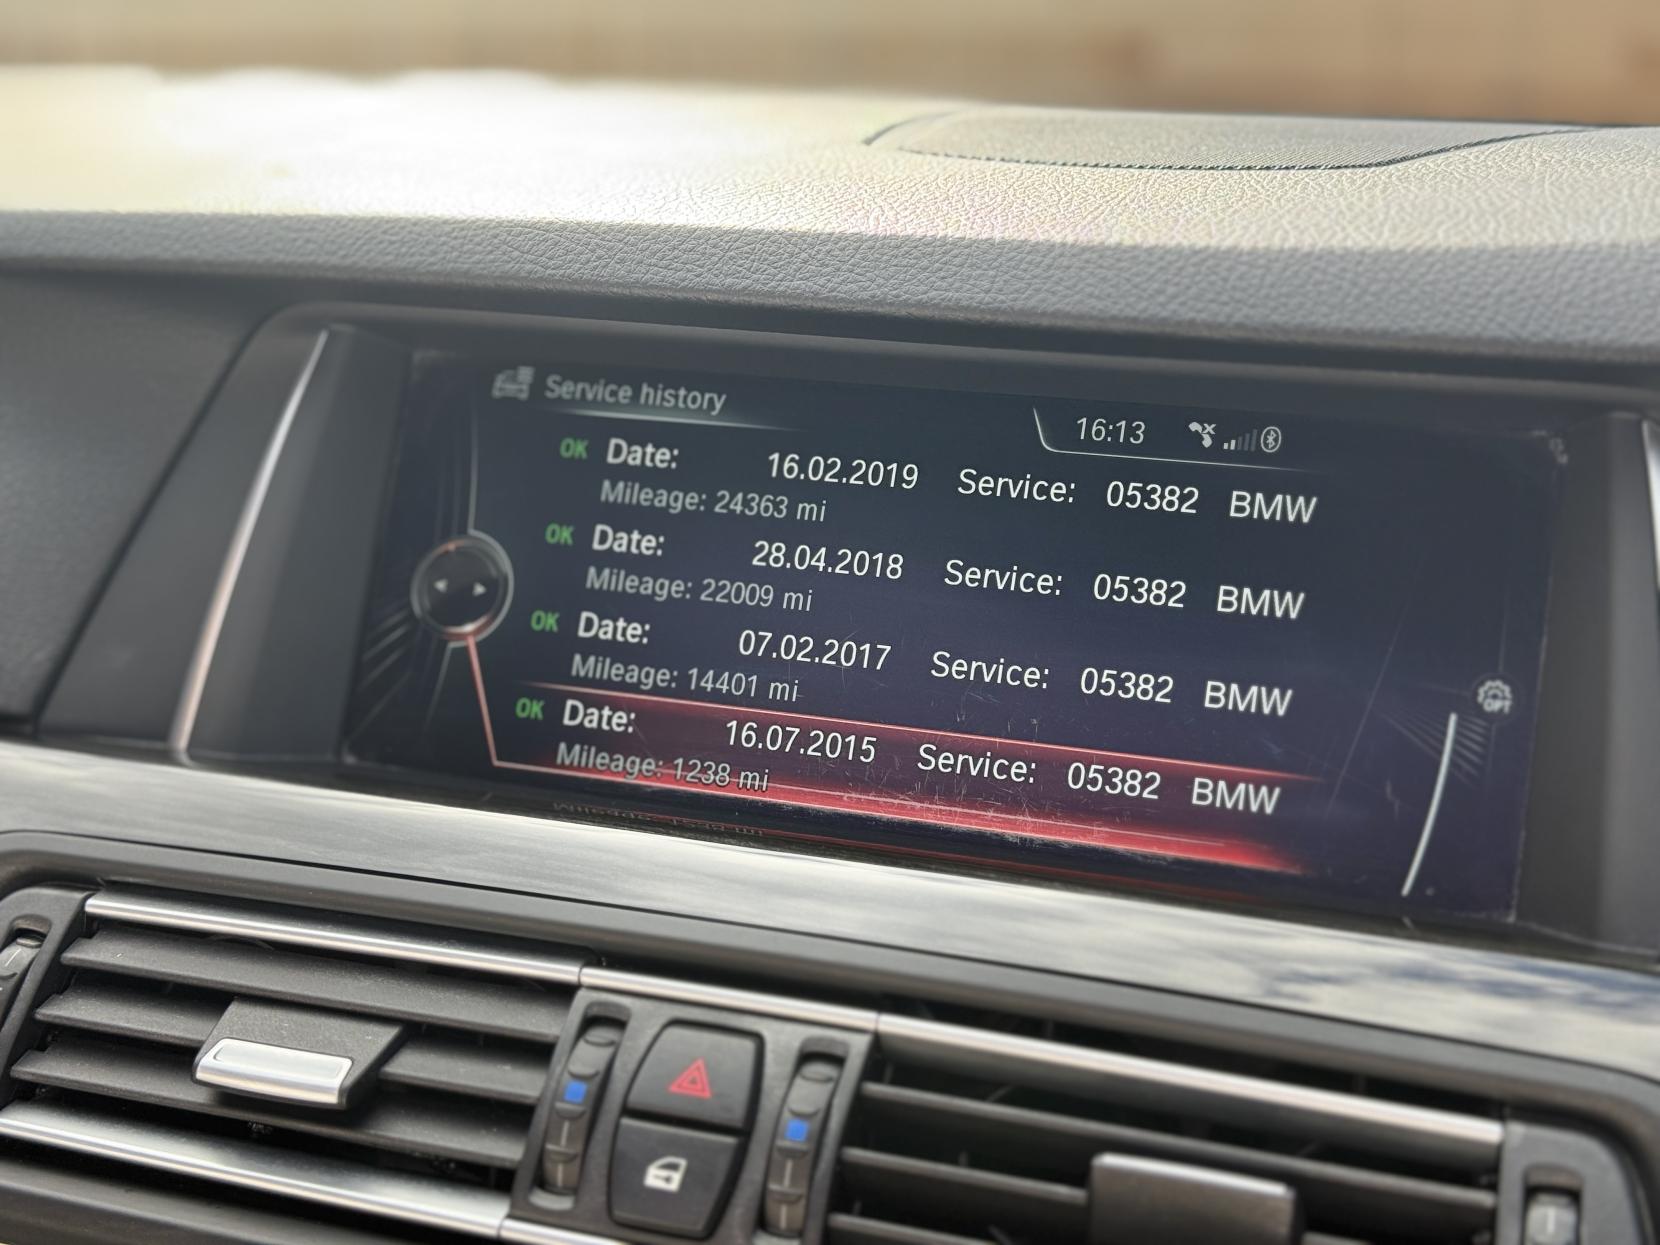 Service history
16:13
OK Date: 16.02.2019 Service: 05382 BMW
Mileage: 24363 mi
OK Date: 28.04.2018 Service: 05382 BMW
Mileage: 22009 mi
OK Date: 07.02.2017 Service: 05382 BMW
Mileage: 14401 mi
OK Date: 16.07.2015 Service: 05382 BMW
Mileage: 1238 mi
OPT